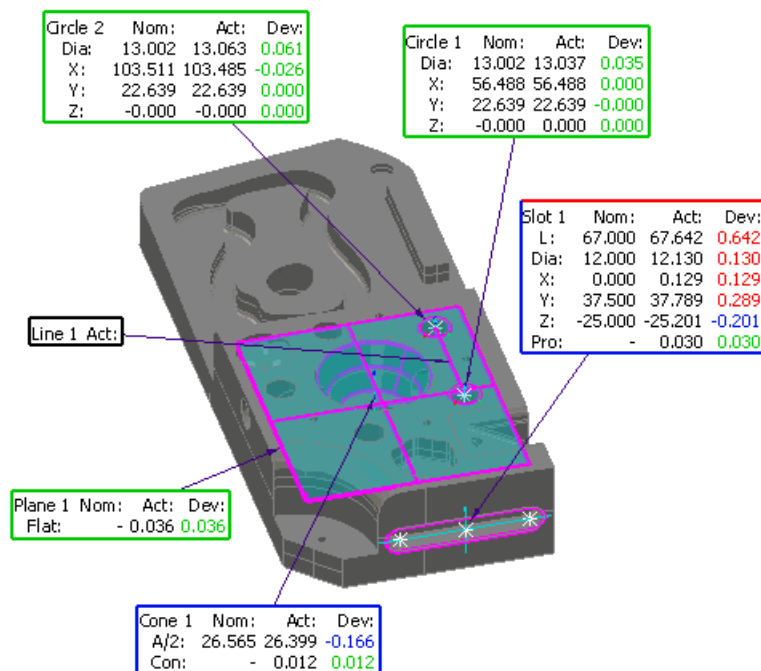 Circle 2 Nom: Act: Dev:
Dia: 13.002 13.063 0.061
X: 103.511 103.485 -0.026
Y: 22.639 22.639 0.000
Z: -0.000 -0.000 0.000
Circle 1 Nom: Act: Dev:
Dia: 13.002 13.037 0.035
X: 56.488 56.488 0.000
Y: 22.639 22.639 -0.000
Z: -0.000 0.000 0.000
Slot 1 Nom: Act: Dev:
L: 67.000 67.642 0.642
Dia: 12.000 12.130 0.130
X: 0.000 0.129 0.129
Y: 37.500 37.789 0.289
Z: -25.000 -25.201 -0.201
Pro: - 0.030 0.030
Line 1 Act:
Plane 1 Nom: Act: Dev:
Flat: - 0.036 0.036
Cone 1 Nom: Act: Dev:
A/2: 26.565 26.399 -0.166
Con: - 0.012 0.012